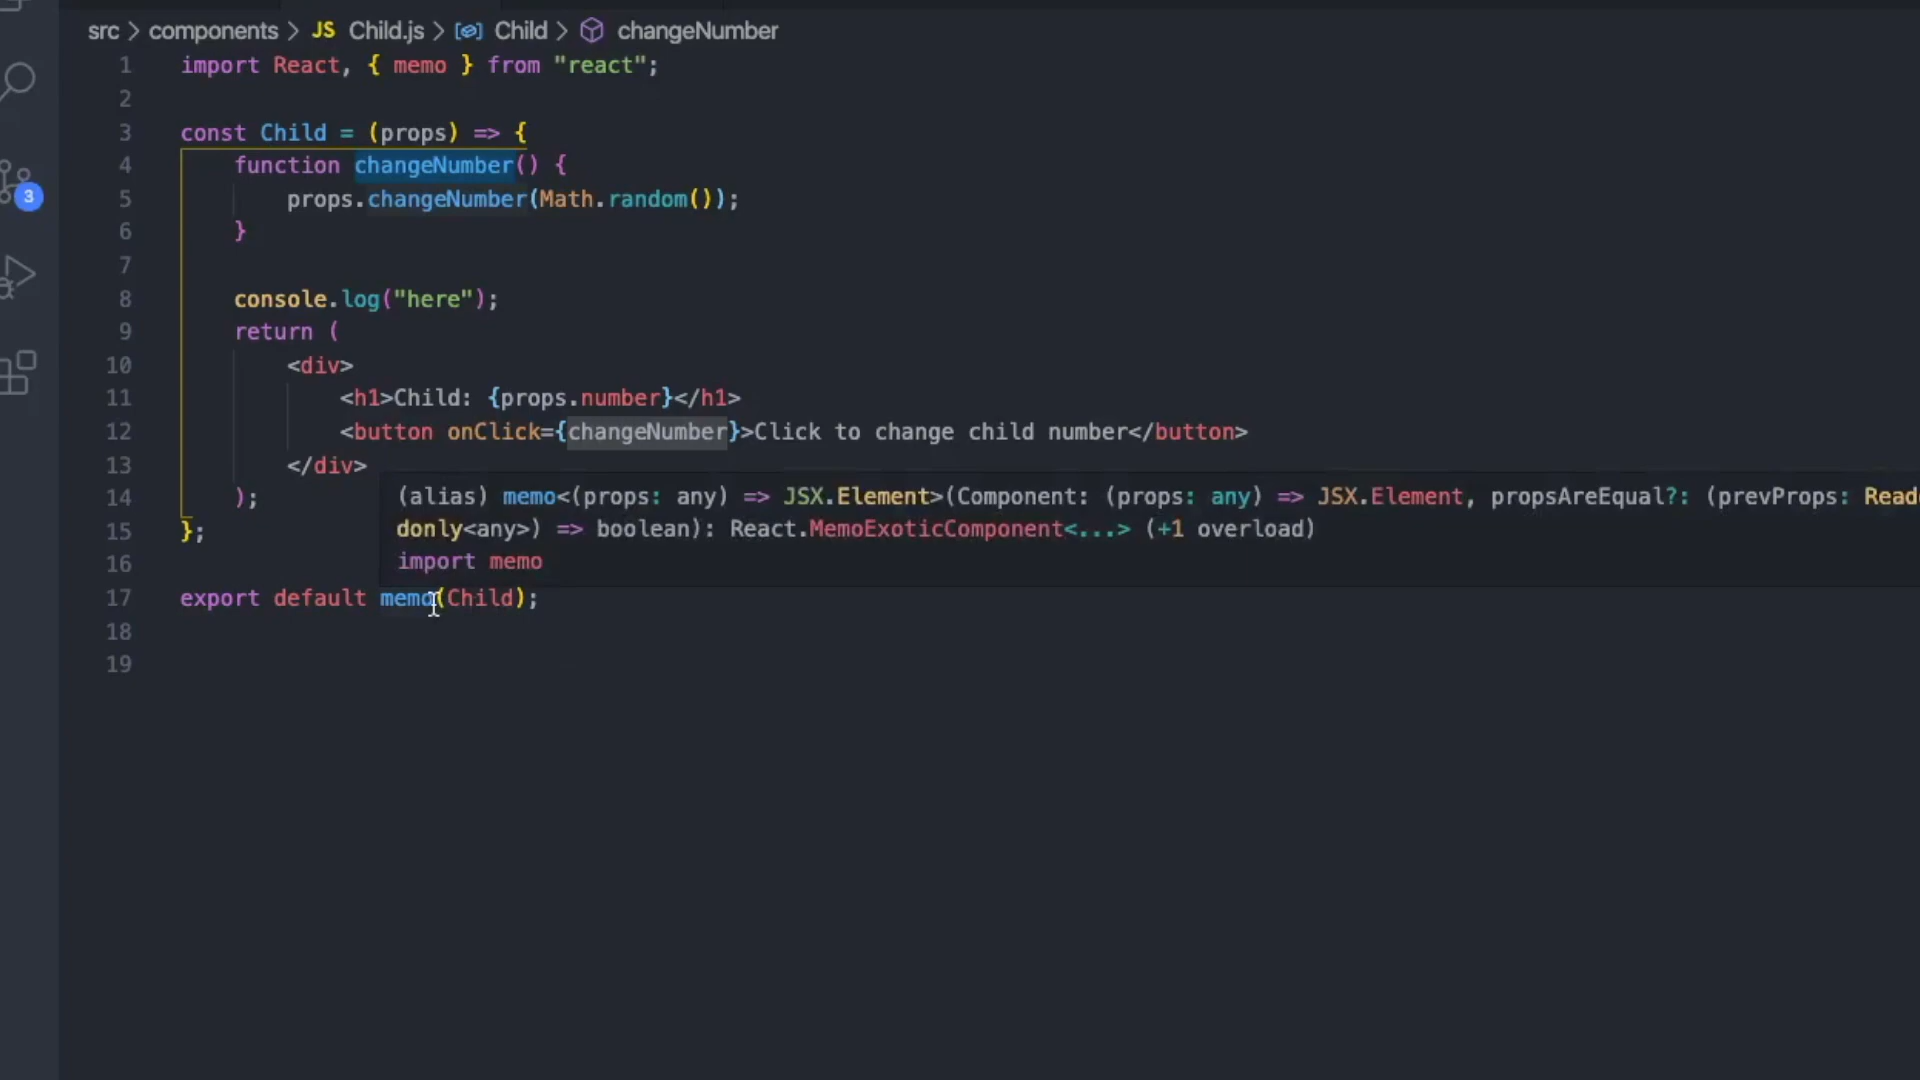 src > components > JS Child.js > Child > changeNumber
1 import React, { memo } from "react";
2
3 const Child = (props) => {
4 function changeNumber() {
5 props.changeNumber(Math.random());
6 }
7
8 console.log("here");
9 return (
10 <div>
11 <h1>Child: {props.number}</h1>
12 <button onClick={changeNumber}>Click to change child number</button>
13 </div>
(alias) memo<(props: any) => JSX.Element>(Component: (props: any) => JSX.Element, propsAreEqual?: (prevProps: Read
14 );
donly<any>) => boolean): React.MemoExoticComponent<...> (+1 overload)
15 };
import memo
16
17 export default memo(Child);
18
19
3